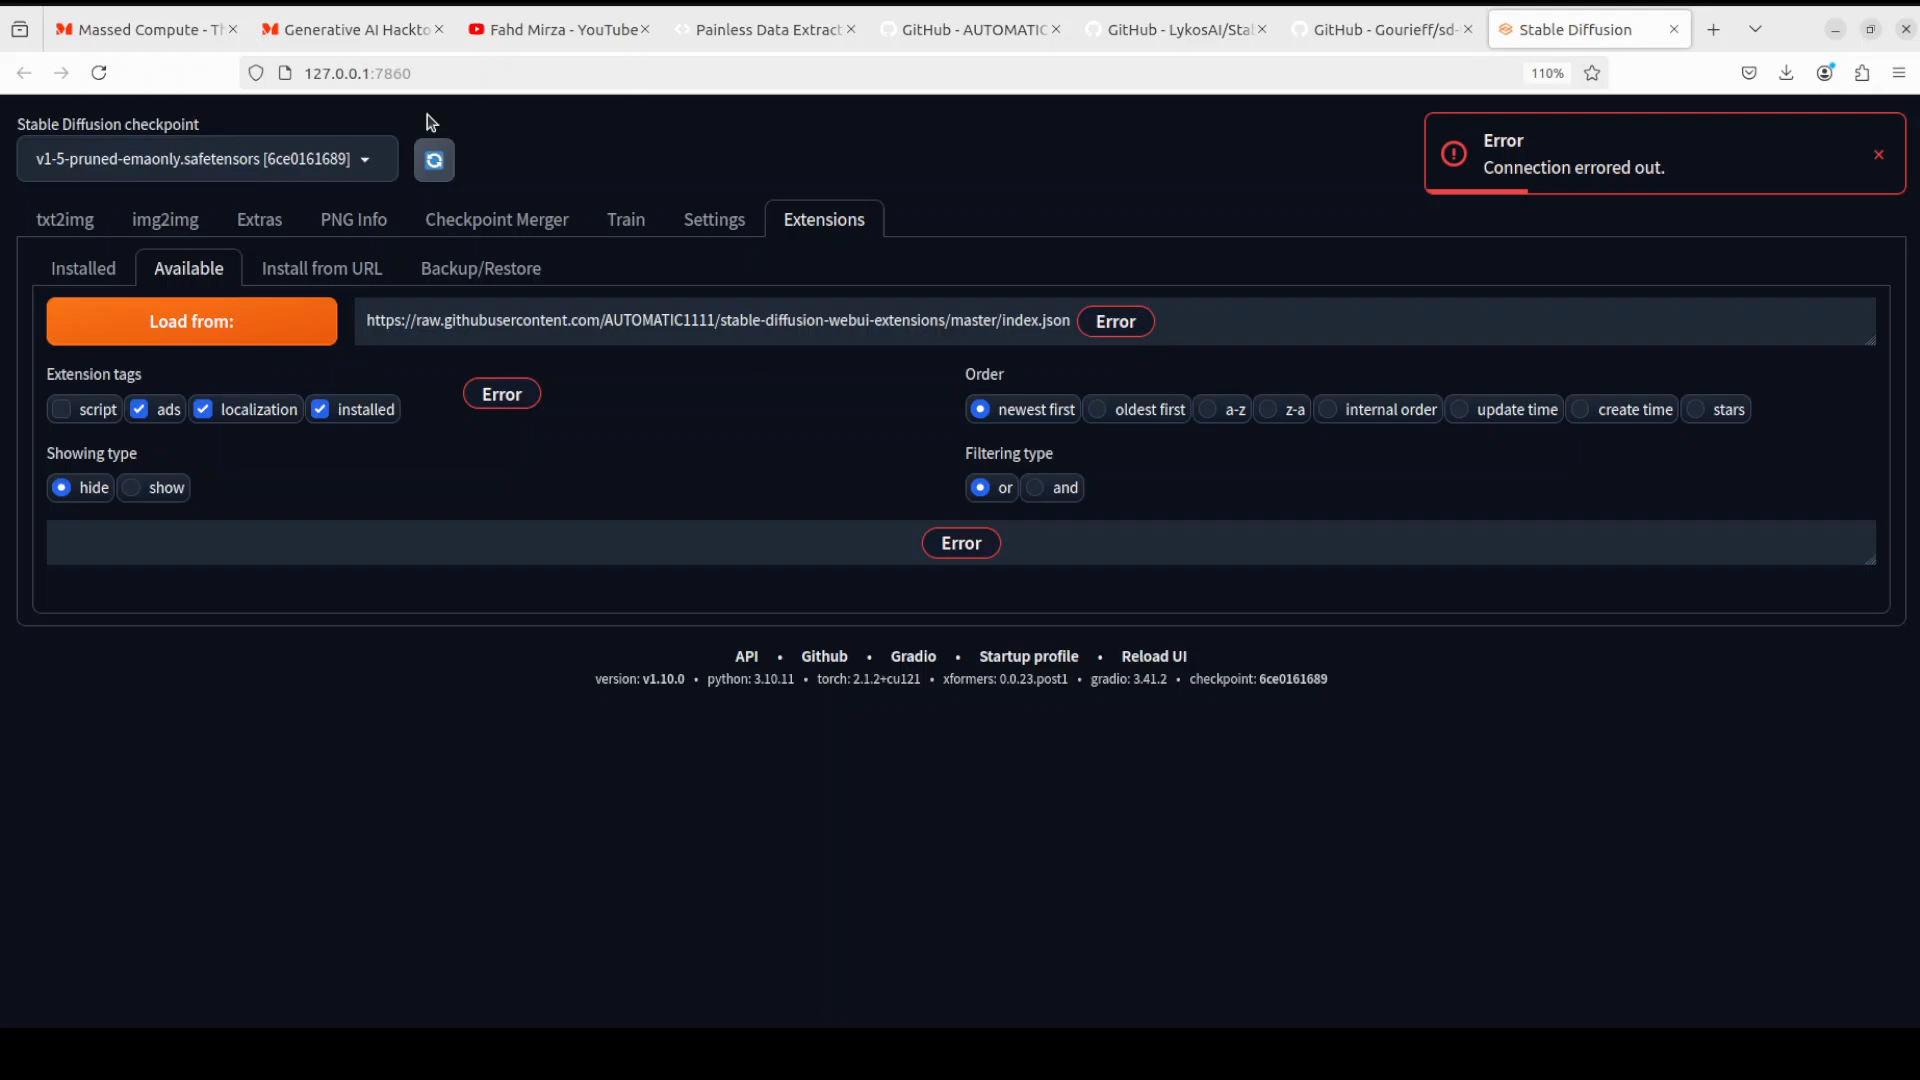 Massed Compute - Th
Generative AI Hackto
Fahd Mirza - YouTube
Painless Data Extract
GitHub - AUTOMATIC
GitHub - LykosAI/Stal
GitHub - Gourieff/sd-
Stable Diffusion
127.0.0.1:7860
110%
Stable Diffusion checkpoint
v1-5-pruned-emaonly.safetensors [6ce0161689]
Error
Connection errored out.
txt2img
img2img
Extras
PNG Info
Checkpoint Merger
Train
Settings
Extensions
Installed
Available
Install from URL
Backup/Restore
Load from:
https://raw.githubusercontent.com/AUTOMATIC1111/stable-diffusion-webui-extensions/master/index.json
Error
Extension tags
script
ads
localization
installed
Error
Order
newest first
oldest first
a-z
z-a
internal order
update time
create time
stars
Showing type
hide
show
Filtering type
or
and
Error
API • Github • Gradio • Startup profile • Reload UI
version: v1.10.0 • python: 3.10.11 • torch: 2.1.2+cu121 • xformers: 0.0.23.post1 • gradio: 3.41.2 • checkpoint: 6ce0161689